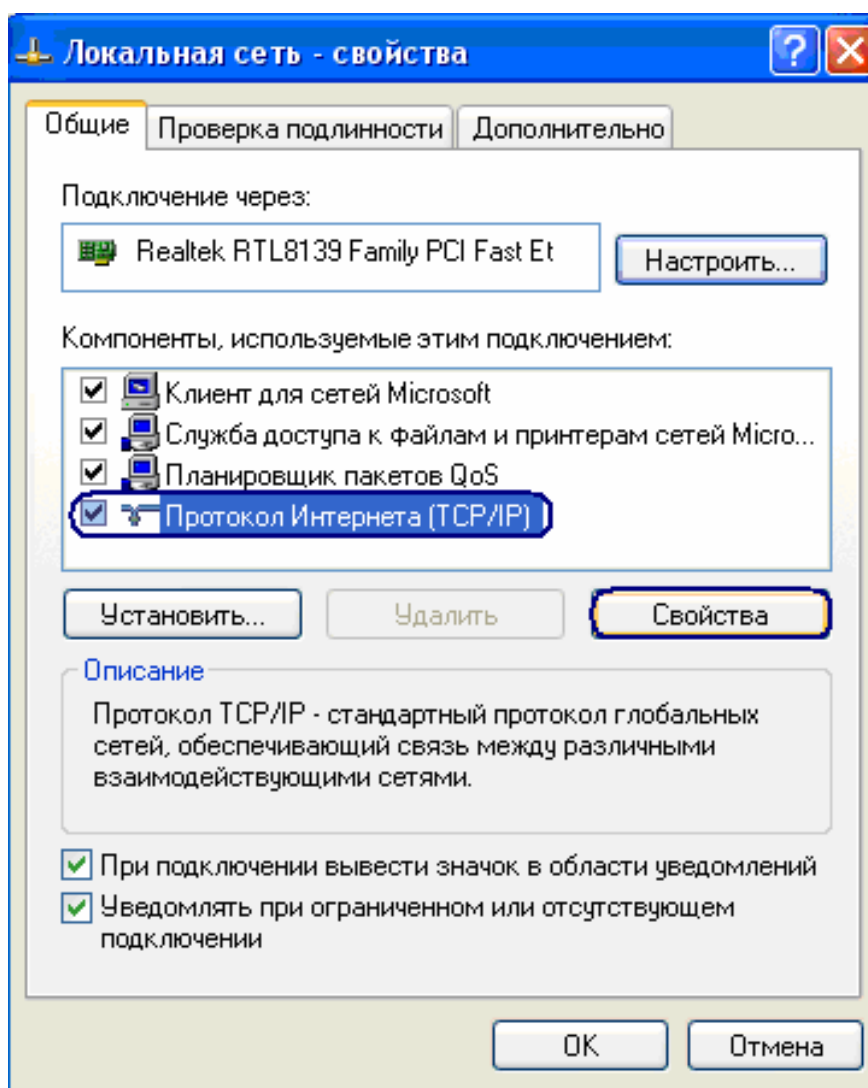 Локальная сеть - свойства
Общие
Проверка подлинности
Дополнительно
Подключение через:
Realtek RTL8139 Family PCI Fast Et
Настроить...
Компоненты, используемые этим подключением:
Клиент для сетей Microsoft
Служба доступа к файлам и принтерам сетей Micro...
Планировщик пакетов QoS
Протокол Интернета (TCP/IP)
Установить...
Удалить
Свойства
Описание
Протокол TCP/IP - стандартный протокол глобальных
сетей, обеспечивающий связь между различными
взаимодействующими сетями.
При подключении вывести значок в области уведомлений
Уведомлять при ограниченном или отсутствующем
подключении
OK
Отмена